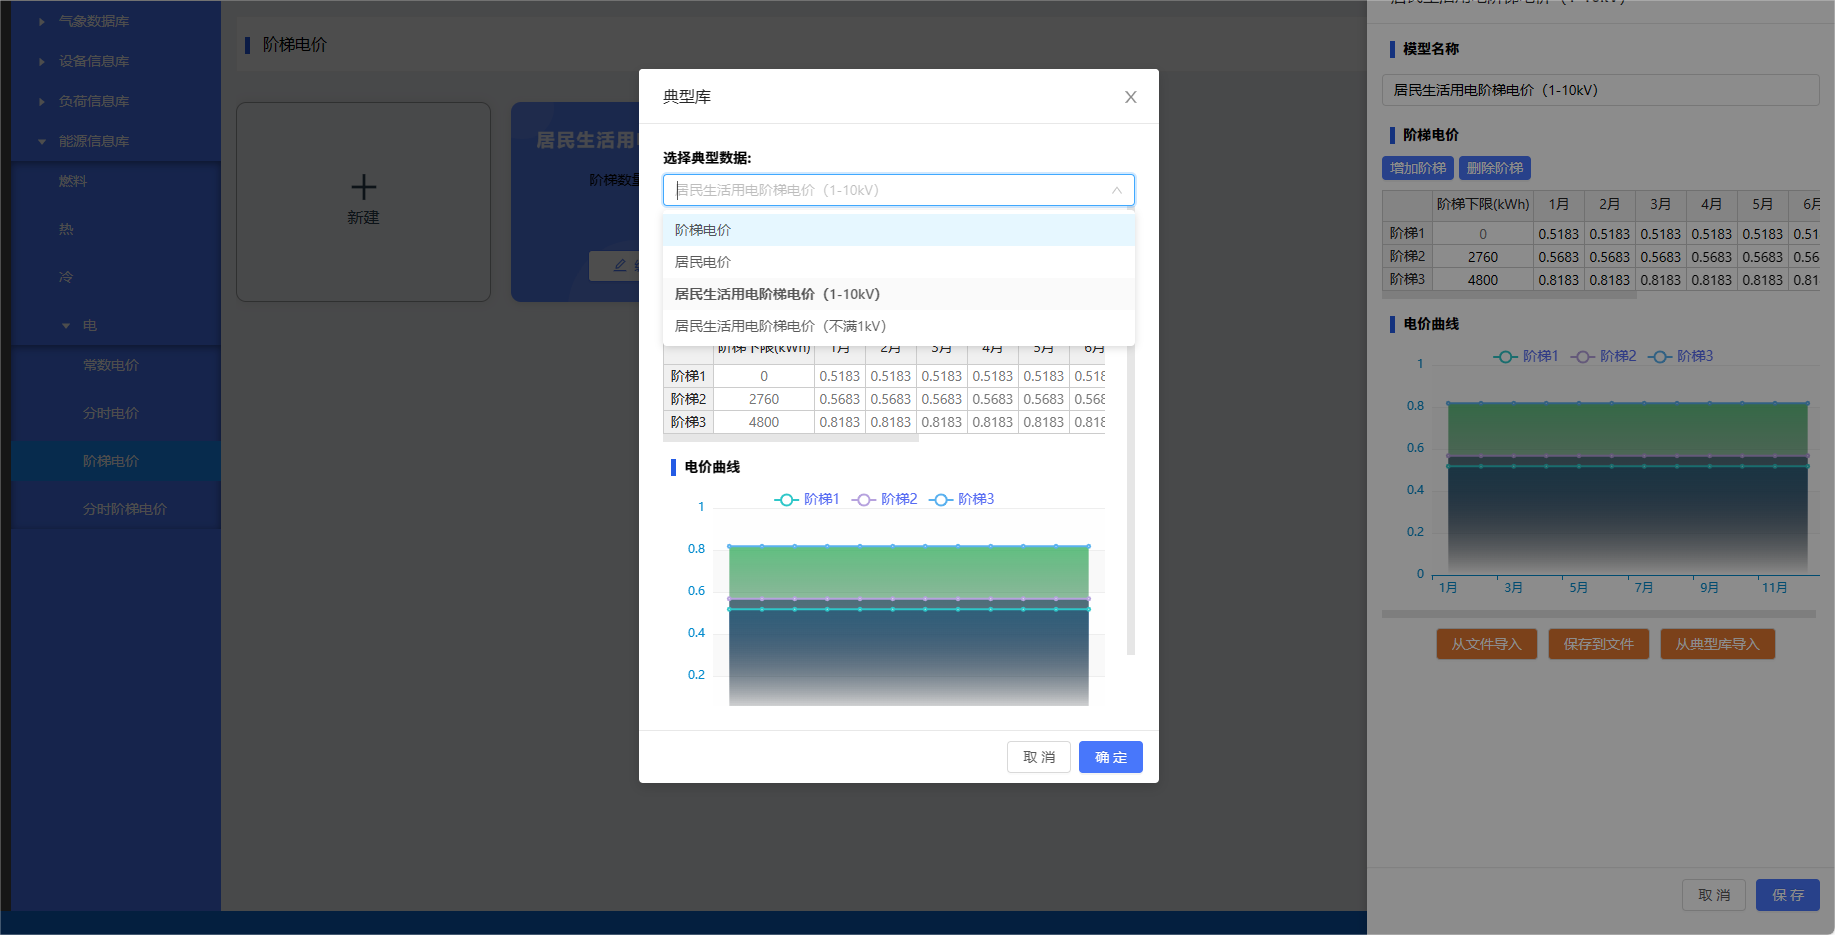 气象数据库
设备信息库
负荷信息库
能源信息库
燃料
热
冷
电
常数电价
分时电价
阶梯电价
分时阶梯电价
阶梯电价
新建
居民生活用
阶梯数量
典型库
选择典型数据:
居民生活用电阶梯电价（1-10kV）
阶梯电价
居民电价
居民生活用电阶梯电价（1-10kV）
居民生活用电阶梯电价（不满1kV）
阶梯下限(kWh) 1月 2月 3月 4月 5月 6月
阶梯1 0 0.5183 0.5183 0.5183 0.5183 0.5183 0.518
阶梯2 2760 0.5683 0.5683 0.5683 0.5683 0.5683 0.568
阶梯3 4800 0.8183 0.8183 0.8183 0.8183 0.8183 0.818
电价曲线
阶梯1 阶梯2 阶梯3
1
0.8
0.6
0.4
0.2
取 消 确 定
居民生活用电阶梯电价（1-10kV）
模型名称
居民生活用电阶梯电价（1-10kV）
阶梯电价
增加阶梯 删除阶梯
阶梯下限(kWh) 1月 2月 3月 4月 5月 6月
阶梯1 0 0.5183 0.5183 0.5183 0.5183 0.5183 0.51
阶梯2 2760 0.5683 0.5683 0.5683 0.5683 0.5683 0.56
阶梯3 4800 0.8183 0.8183 0.8183 0.8183 0.8183 0.81
电价曲线
阶梯1 阶梯2 阶梯3
1
0.8
0.6
0.4
0.2
0
1月 3月 5月 7月 9月 11月
从文件导入 保存到文件 从典型库导入
取 消 保 存